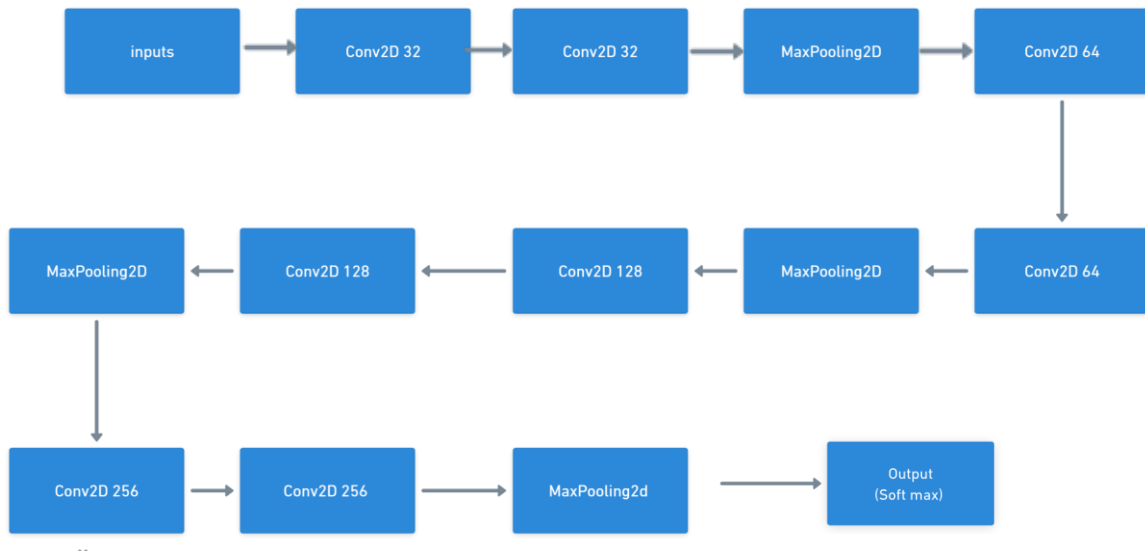 inputs
Conv2D 32
Conv2D 32
MaxPooling2D
Conv2D 64
Conv2D 64
MaxPooling2D
Conv2D 128
Conv2D 128
MaxPooling2D
Conv2D 256
Conv2D 256
MaxPooling2d
Output
(Soft max)